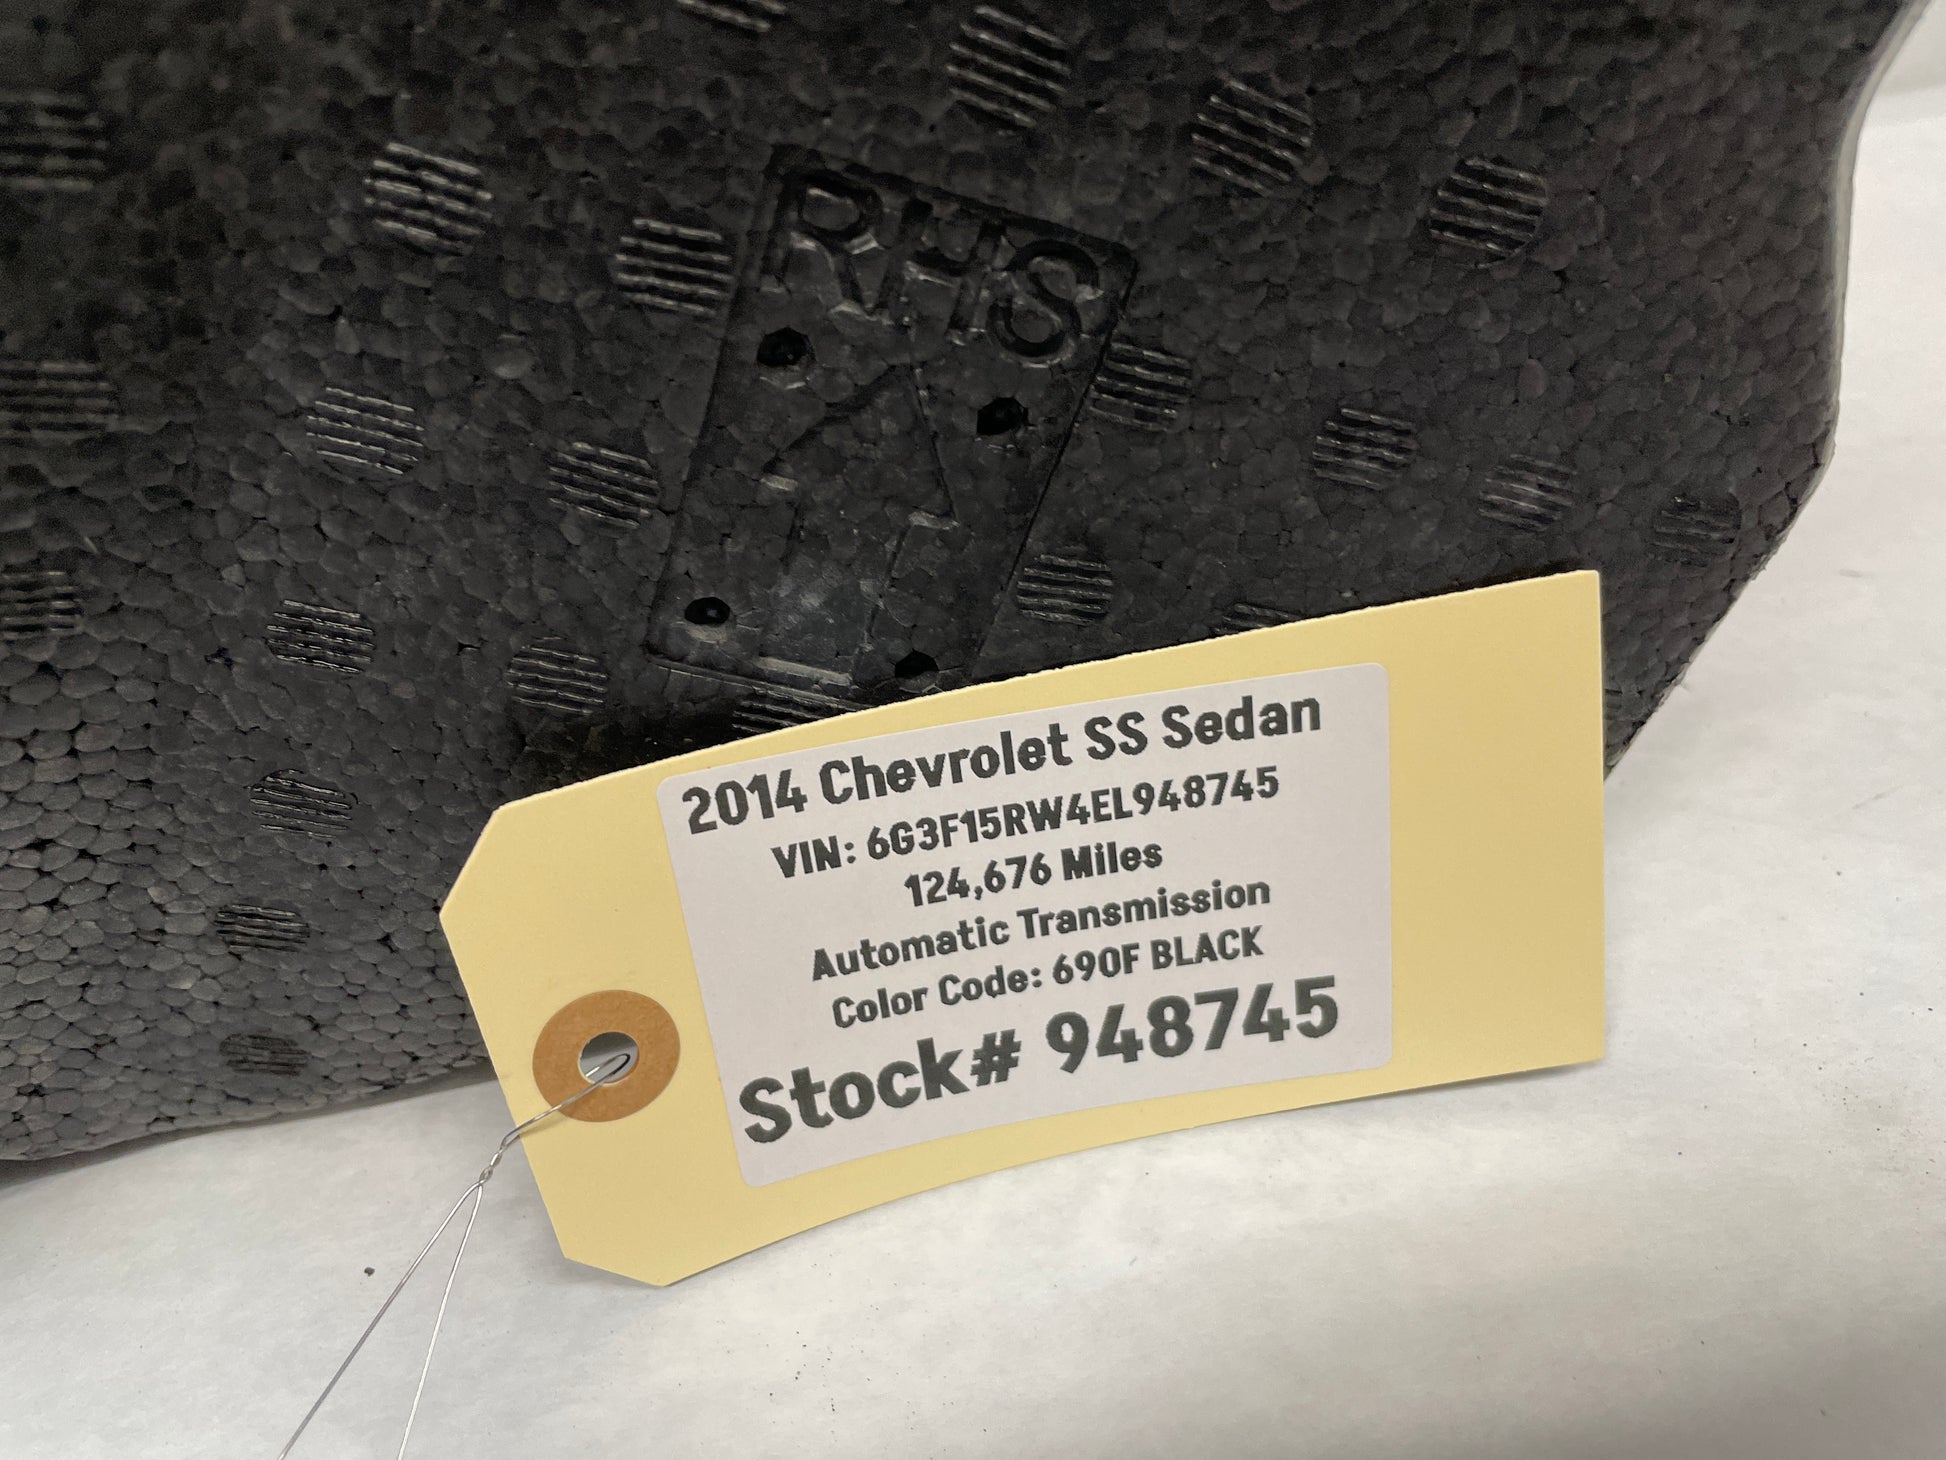 RHS
2014 Chevrolet SS Sedan
VIN: 6G3F15RW4EL948745
124,676 Miles
Automatic Transmission
Color Code: 690F BLACK
Stock# 948745